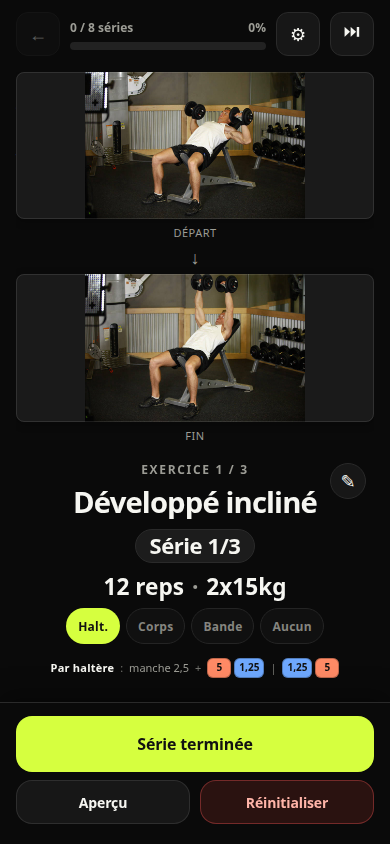 ←
0 / 8 séries 0%
⚙
⏭
DÉPART
↓
FIN
EXERCICE 1 / 3
✎
Développé incliné
Série 1/3
12 reps · 2x15kg
Halt. Corps Bande Aucun
Par haltère : manche 2,5 + 5 1,25 | 1,25 5
Série terminée
Aperçu Réinitialiser